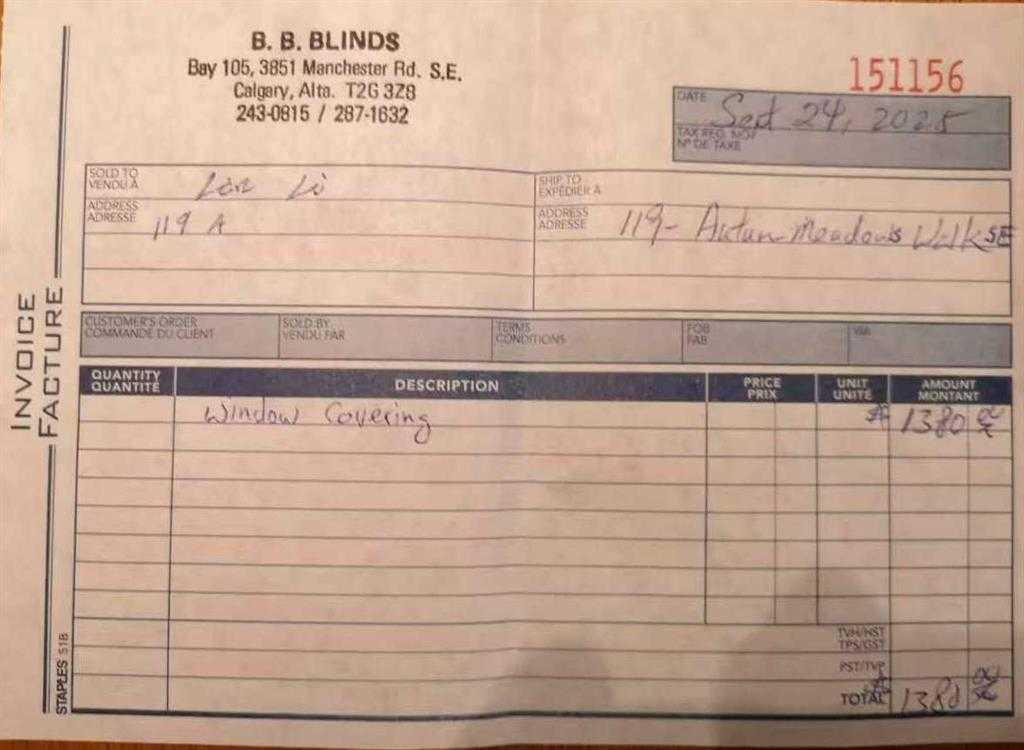 B. B. BLINDS
Bay 105, 3851 Manchester Rd. S.E.
Calgary, Alta. T2G 3Z8
243-0815 / 287-1632
151156
DATE Sept 24, 2025
TAX REG. NO.
Nº DE TAXE
SOLD TO
VENDU À
Li
ADDRESS
ADRESSE
119 A
SHIP TO
EXPÉDIER À
ADDRESS
ADRESSE
119- Autum Meadows Walk SE
INVOICE
FACTURE
CUSTOMER'S ORDER
COMMANDE DU CLIENT
SOLD BY
VENDU PAR
TERMS
CONDITIONS
FOB
FAB
VIA
QUANTITY
QUANTITÉ
DESCRIPTION
PRICE
PRIX
UNIT
UNITÉ
AMOUNT
MONTANT
Window Covering $ 1380 00
TVH/HST
TPS/GST
PST/TVP
TOTAL $ 1380 00
STAPLES 51B